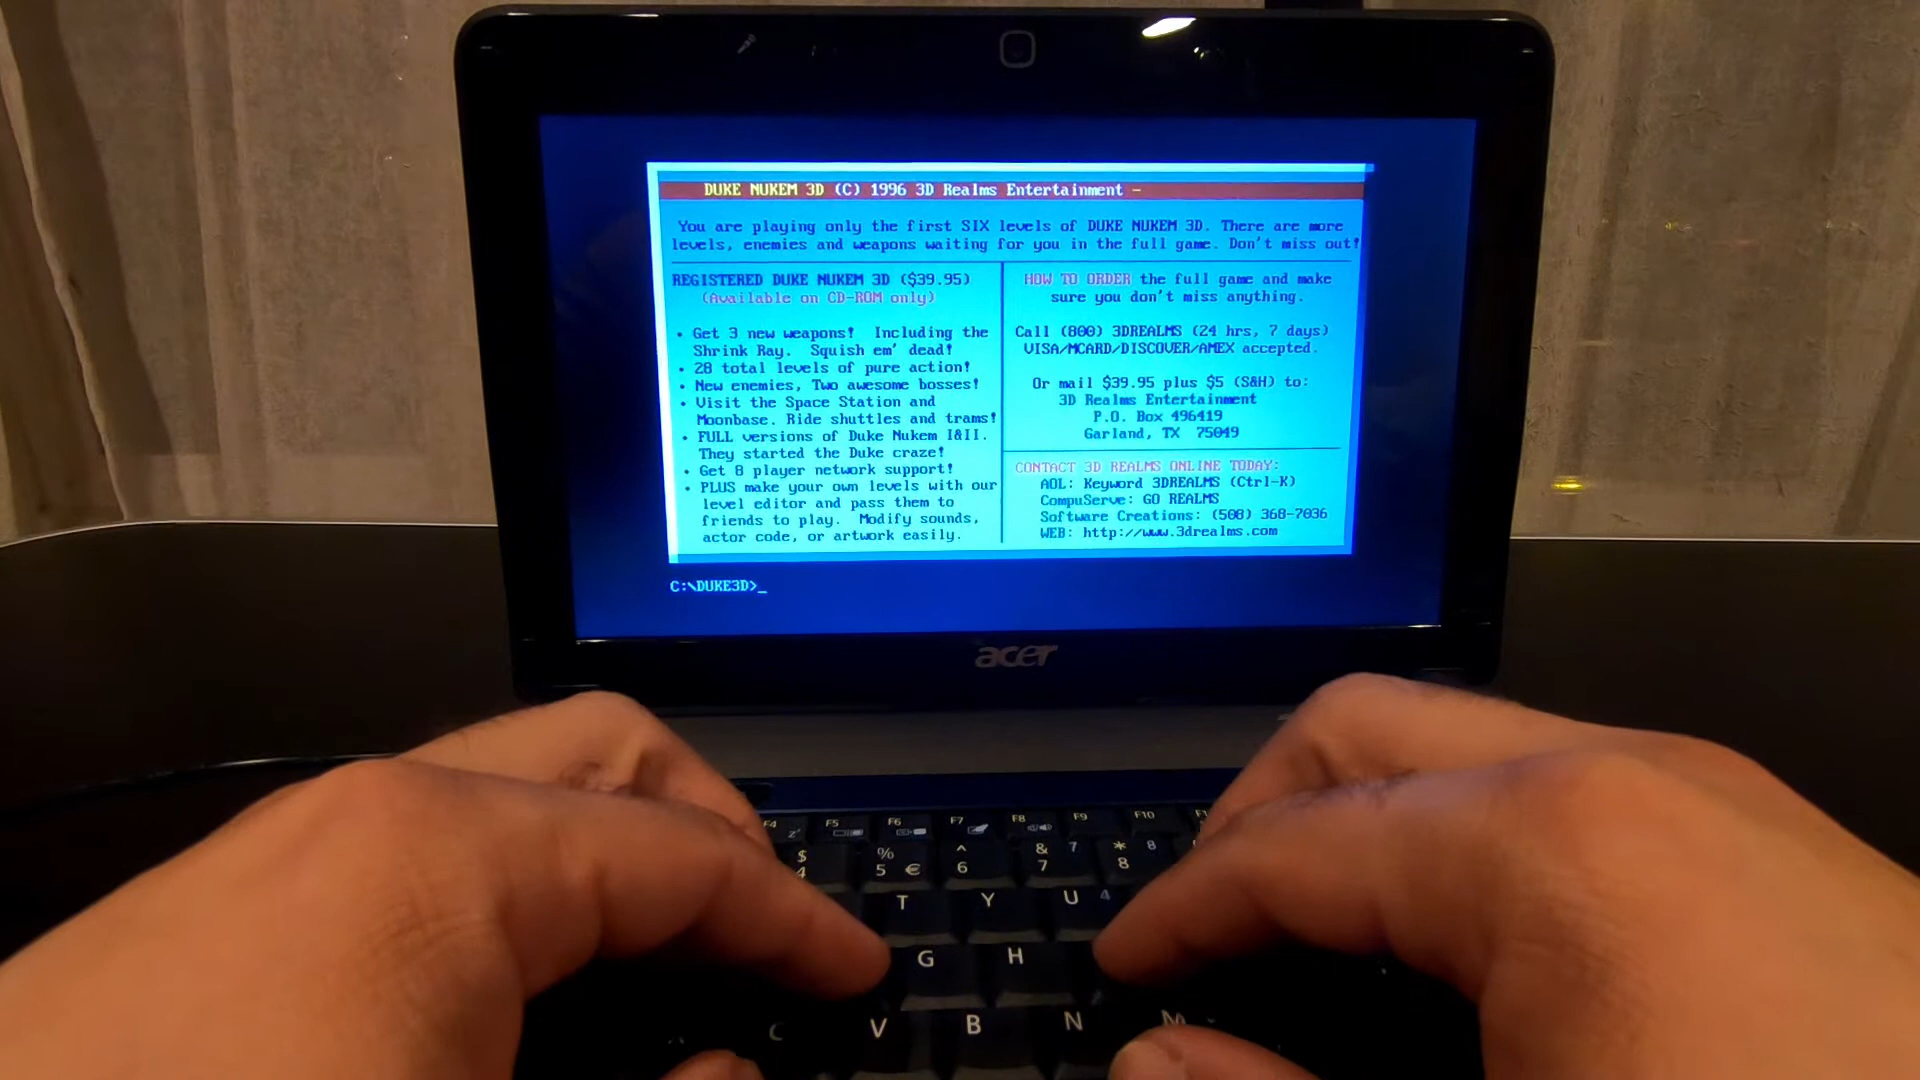 DUKE NUKEM 3D (C) 1996 3D Realms Entertainment -
You are playing only the first SIX levels of DUKE NUKEM 3D. There are more
levels, enemies and weapons waiting for you in the full game. Don't miss out!
REGISTERED DUKE NUKEM 3D ($39.95)
(Available on CD-ROM only)
• Get 3 new weapons! Including the
Shrink Ray. Squish em' dead!
• 28 total levels of pure action!
• New enemies, Two awesome bosses!
• Visit the Space Station and
Moonbase. Ride shuttles and trams!
• FULL versions of Duke Nukem I&II.
They started the Duke craze!
• Get 8 player network support!
• PLUS make your own levels with our
level editor and pass them to
friends to play. Modify sounds,
actor code, or artwork easily.
HOW TO ORDER the full game and make
sure you don't miss anything.
Call (800) 3DREALMS (24 hrs, 7 days)
VISA/MCARD/DISCOVER/AMEX accepted.
Or mail $39.95 plus $5 (S&H) to:
3D Realms Entertainment
P.O. Box 496419
Garland, TX 75049
CONTACT 3D REALMS ONLINE TODAY:
AOL: Keyword 3DREALMS (Ctrl-K)
CompuServe: GO REALMS
Software Creations: (508) 368-7036
WEB: http://www.3drealms.com
C:\DUKE3D>_
acer
F4 F5 F6 F7 F8 F9 F10
$ % ^ & 7 * 8
4 5 € 6 7 8
T Y U 4
G H
C V B N M